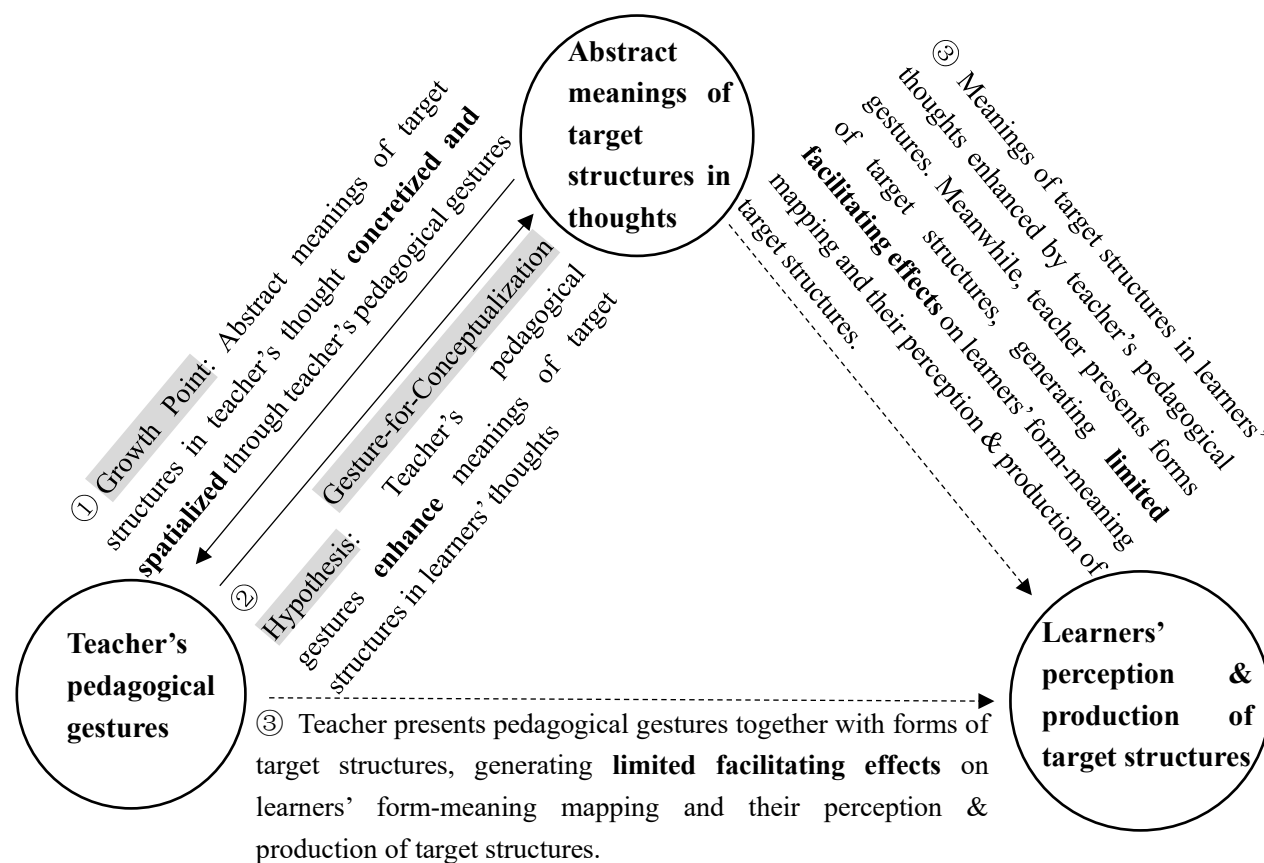 Abstract
meanings of
target
structures in
thoughts
① Growth Point: Abstract meanings of target
structures in teacher’s thought concretized and
spatialized through teacher’s pedagogical gestures
② Gesture-for-Conceptualization
Hypothesis: Teacher’s pedagogical
gestures enhance meanings of target
structures in learners’ thoughts
③ Meanings of target structures in learners’
thoughts enhanced by teacher’s pedagogical
gestures. Meanwhile, teacher presents forms
of target structures, generating limited
facilitating effects on learners’ form-meaning
mapping and their perception & production of
target structures.
Teacher’s
pedagogical
gestures
Learners’
perception &
production of
target structures
③ Teacher presents pedagogical gestures together with forms of
target structures, generating limited facilitating effects on
learners’ form-meaning mapping and their perception &
production of target structures.